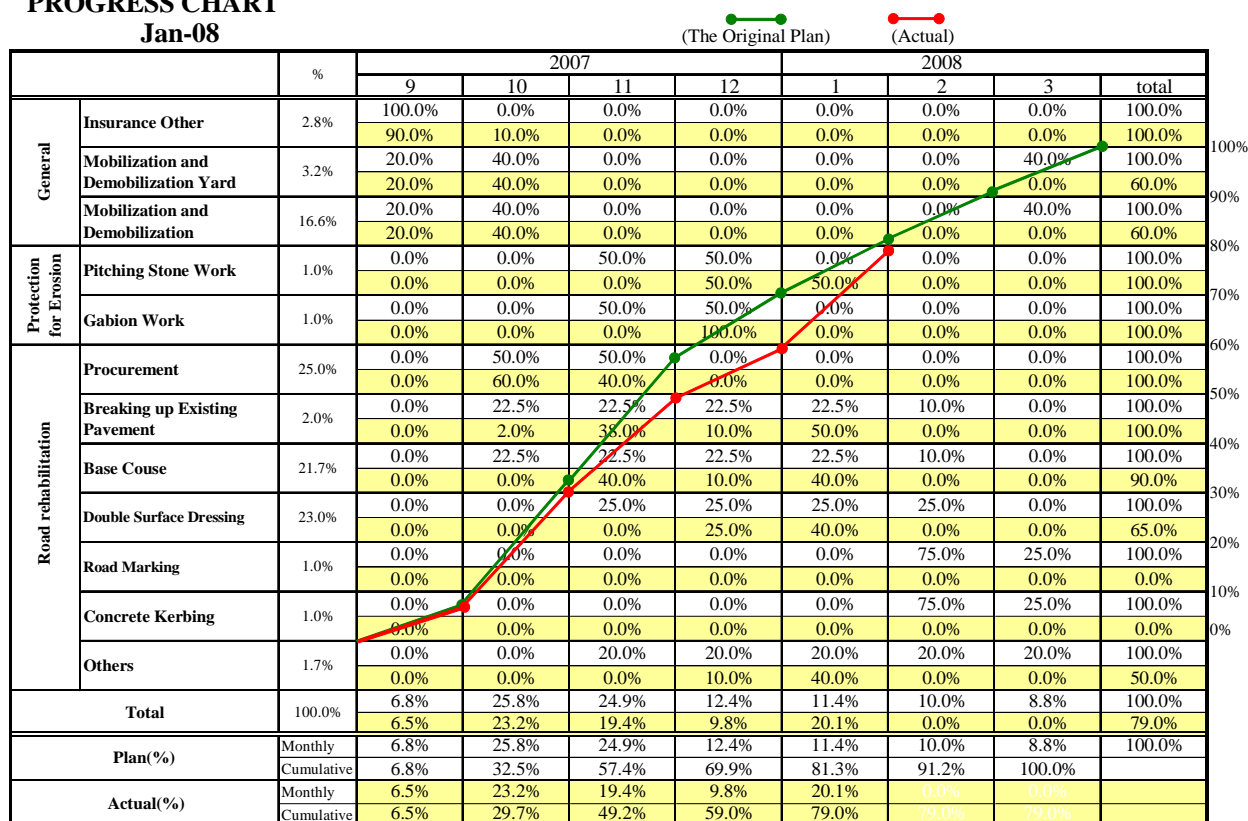 PROGRESS CHART
Jan-08
(The Original Plan) (Actual)
% 2007 2008
9 10 11 12 1 2 3 total
General
Insurance Other 2.8% 100.0% 0.0% 0.0% 0.0% 0.0% 0.0% 0.0% 100.0%
90.0% 10.0% 0.0% 0.0% 0.0% 0.0% 0.0% 100.0%
100%
Mobilization and Demobilization Yard 3.2% 20.0% 40.0% 0.0% 0.0% 0.0% 0.0% 40.0% 100.0%
20.0% 40.0% 0.0% 0.0% 0.0% 0.0% 0.0% 60.0%
90%
Mobilization and Demobilization 16.6% 20.0% 40.0% 0.0% 0.0% 0.0% 0.0% 40.0% 100.0%
20.0% 40.0% 0.0% 0.0% 0.0% 0.0% 0.0% 60.0%
80%
Protection for Erosion
Pitching Stone Work 1.0% 0.0% 0.0% 50.0% 50.0% 0.0% 0.0% 0.0% 100.0%
0.0% 0.0% 0.0% 50.0% 50.0% 0.0% 0.0% 100.0%
70%
Gabion Work 1.0% 0.0% 0.0% 50.0% 50.0% 0.0% 0.0% 0.0% 100.0%
0.0% 0.0% 0.0% 100.0% 0.0% 0.0% 0.0% 100.0%
60%
Road rehabilitation
Procurement 25.0% 0.0% 50.0% 50.0% 0.0% 0.0% 0.0% 0.0% 100.0%
0.0% 60.0% 40.0% 0.0% 0.0% 0.0% 0.0% 100.0%
50%
Breaking up Existing Pavement 2.0% 0.0% 22.5% 22.5% 22.5% 22.5% 10.0% 0.0% 100.0%
0.0% 2.0% 38.0% 10.0% 50.0% 0.0% 0.0% 100.0%
40%
Base Couse 21.7% 0.0% 22.5% 22.5% 22.5% 22.5% 10.0% 0.0% 100.0%
0.0% 0.0% 40.0% 10.0% 40.0% 0.0% 0.0% 90.0%
30%
Double Surface Dressing 23.0% 0.0% 0.0% 25.0% 25.0% 25.0% 25.0% 0.0% 100.0%
0.0% 0.0% 0.0% 25.0% 40.0% 0.0% 0.0% 65.0%
20%
Road Marking 1.0% 0.0% 0.0% 0.0% 0.0% 0.0% 75.0% 25.0% 100.0%
0.0% 0.0% 0.0% 0.0% 0.0% 0.0% 0.0% 0.0%
10%
Concrete Kerbing 1.0% 0.0% 0.0% 0.0% 0.0% 0.0% 75.0% 25.0% 100.0%
0.0% 0.0% 0.0% 0.0% 0.0% 0.0% 0.0% 0.0%
0%
Others 1.7% 0.0% 0.0% 20.0% 20.0% 20.0% 20.0% 20.0% 100.0%
0.0% 0.0% 0.0% 10.0% 40.0% 0.0% 0.0% 50.0%
Total 100.0% 6.8% 25.8% 24.9% 12.4% 11.4% 10.0% 8.8% 100.0%
6.5% 23.2% 19.4% 9.8% 20.1% 0.0% 0.0% 79.0%
Plan(%)
Monthly 6.8% 25.8% 24.9% 12.4% 11.4% 10.0% 8.8% 100.0%
Cumulative 6.8% 32.5% 57.4% 69.9% 81.3% 91.2% 100.0%
Actual(%)
Monthly 6.5% 23.2% 19.4% 9.8% 20.1% 0.0% 0.0%
Cumulative 6.5% 29.7% 49.2% 59.0% 79.0% 79.0% 79.0%